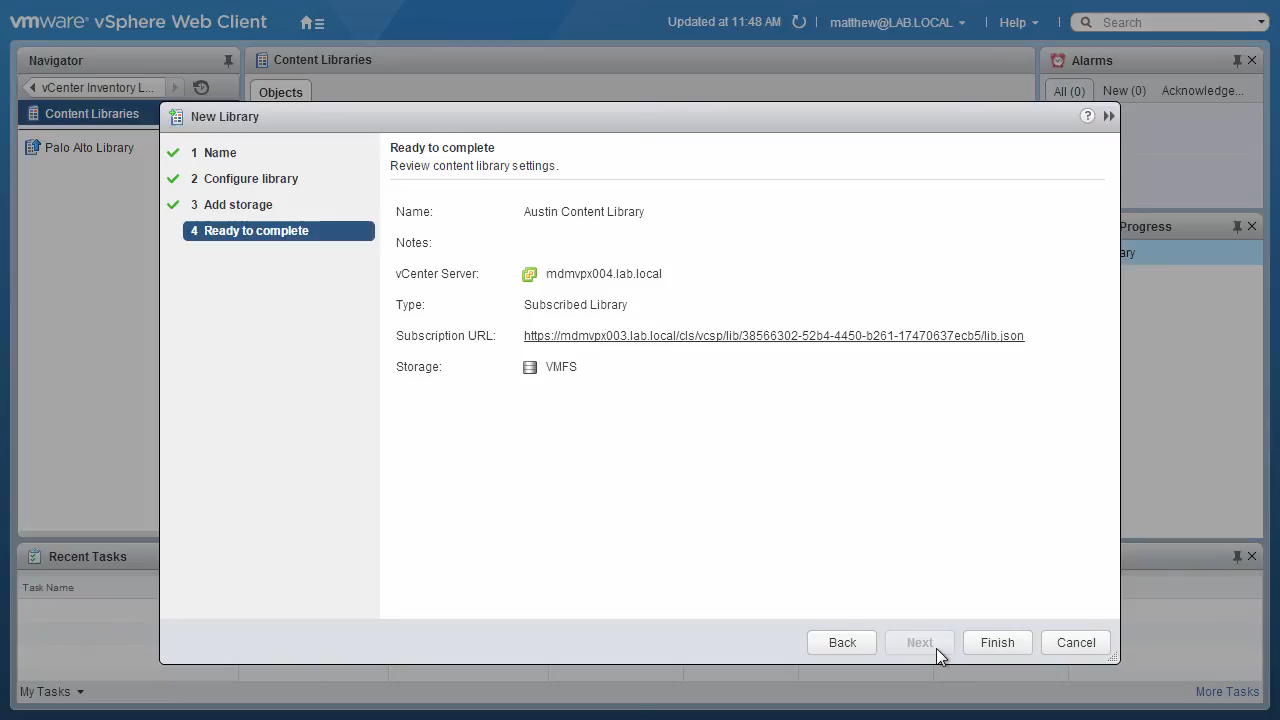 vmware® vSphere Web Client
Updated at 11:48 AM
matthew@LAB.LOCAL
Help
Search
Navigator
Content Libraries
Alarms
vCenter Inventory L...
Objects
All (0)
New (0)
Acknowledge...
Content Libraries
Palo Alto Library
New Library
?
1 Name
2 Configure library
3 Add storage
4 Ready to complete
Ready to complete
Review content library settings.
Name: Austin Content Library
Notes:
vCenter Server: mdmvpx004.lab.local
Type: Subscribed Library
Subscription URL: https://mdmvpx003.lab.local/cls/vcsp/lib/38566302-52b4-4450-b261-17470637ecb5/lib.json
Storage: VMFS
Progress
ary
Back
Next
Finish
Cancel
Recent Tasks
Task Name
My Tasks
More Tasks